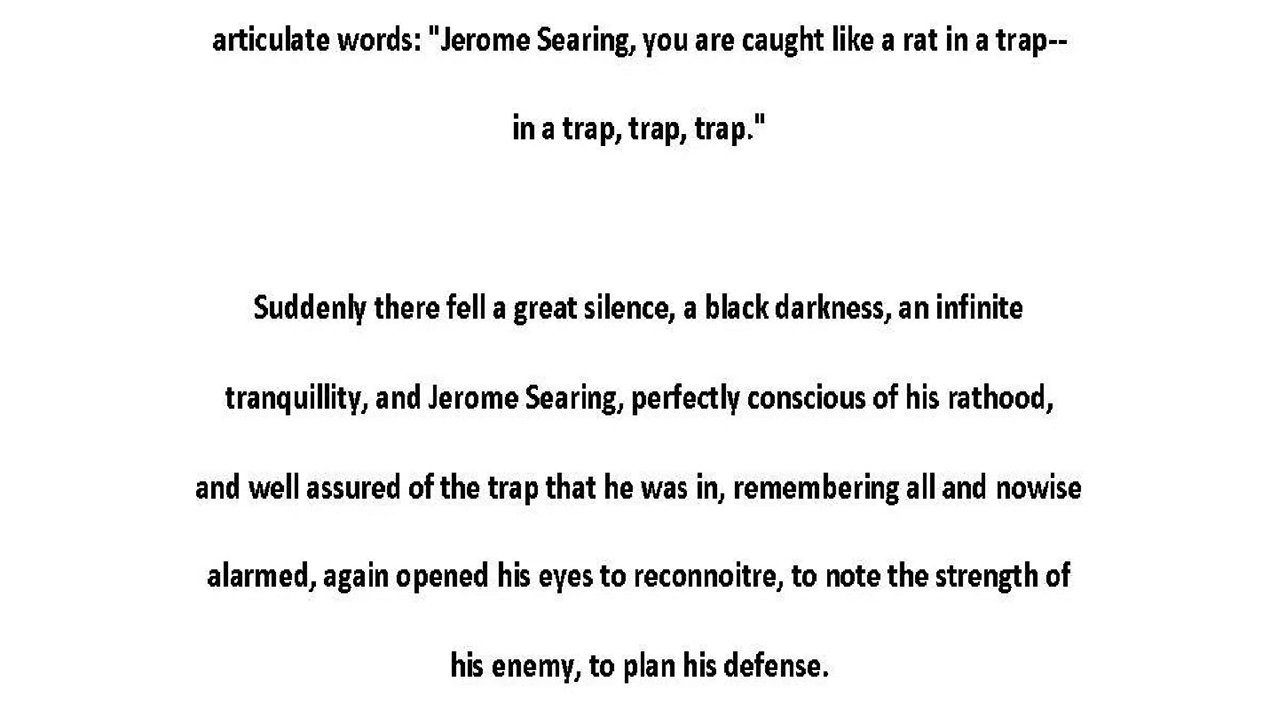 articulate words: "Jerome Searing, you are caught like a rat in a trap--
in a trap, trap, trap."
Suddenly there fell a great silence, a black darkness, an infinite
tranquillity, and Jerome Searing, perfectly conscious of his rathood,
and well assured of the trap that he was in, remembering all and nowise
alarmed, again opened his eyes to reconnoitre, to note the strength of
his enemy, to plan his defense.